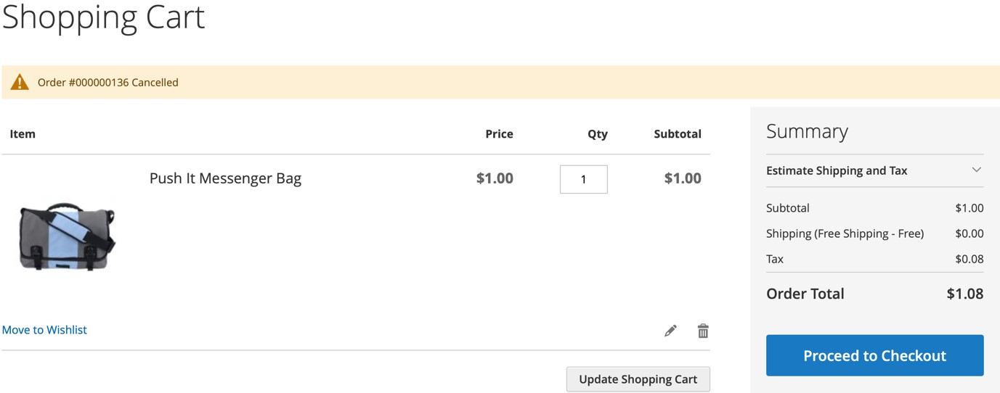 Shopping Cart
Order #000000136 Cancelled
Item Price Qty Subtotal
Push It Messenger Bag $1.00 1 $1.00
Move to Wishlist
Update Shopping Cart
Summary
Estimate Shipping and Tax
Subtotal $1.00
Shipping (Free Shipping - Free) $0.00
Tax $0.08
Order Total $1.08
Proceed to Checkout